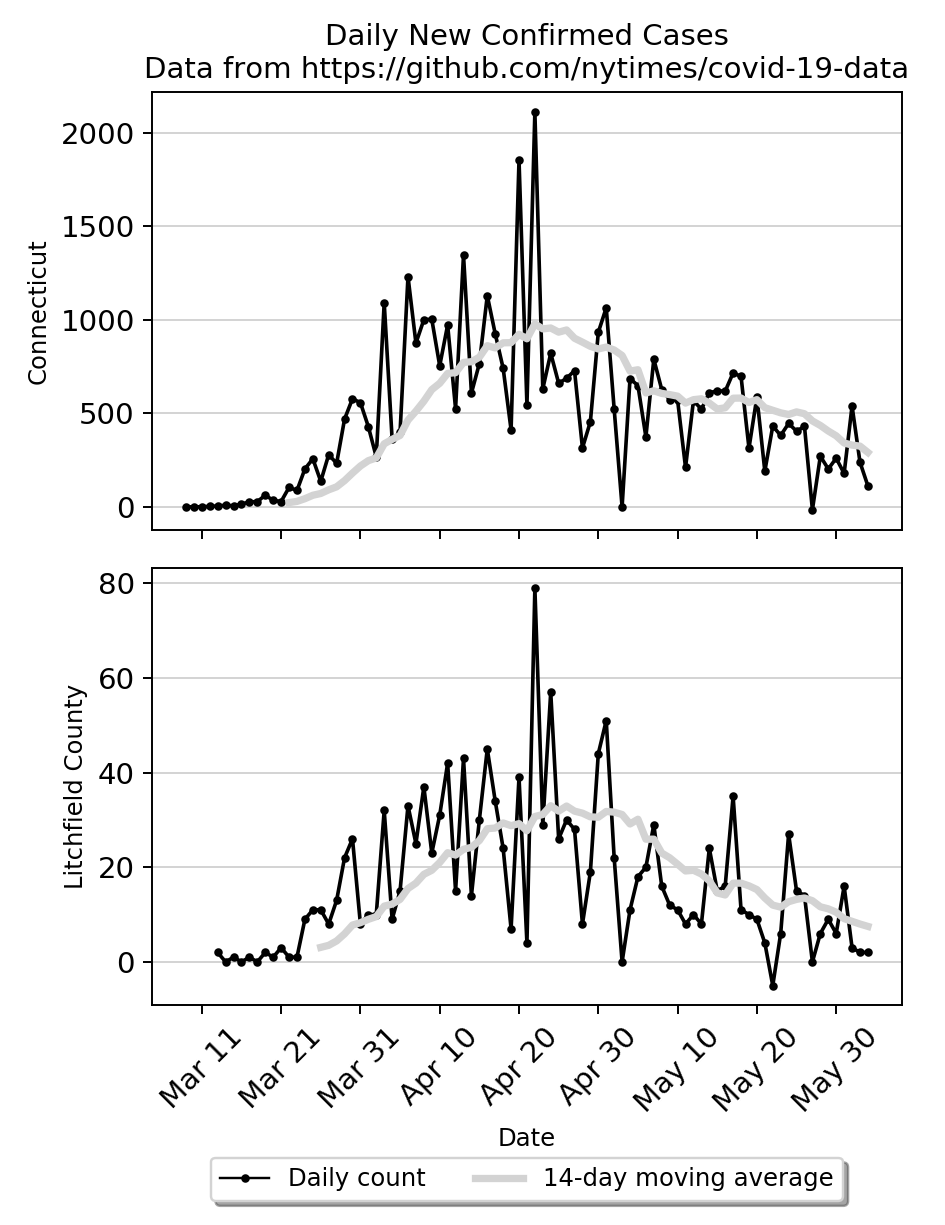 Daily New Confirmed Cases
Data from https://github.com/nytimes/covid-19-data
2000
1500
1000
500
0
Connecticut
80
60
40
20
0
Litchfield County
Mar 11
Mar 21
Mar 31
Apr 10
Apr 20
Apr 30
May 10
May 20
May 30
Date
Daily count
14-day moving average